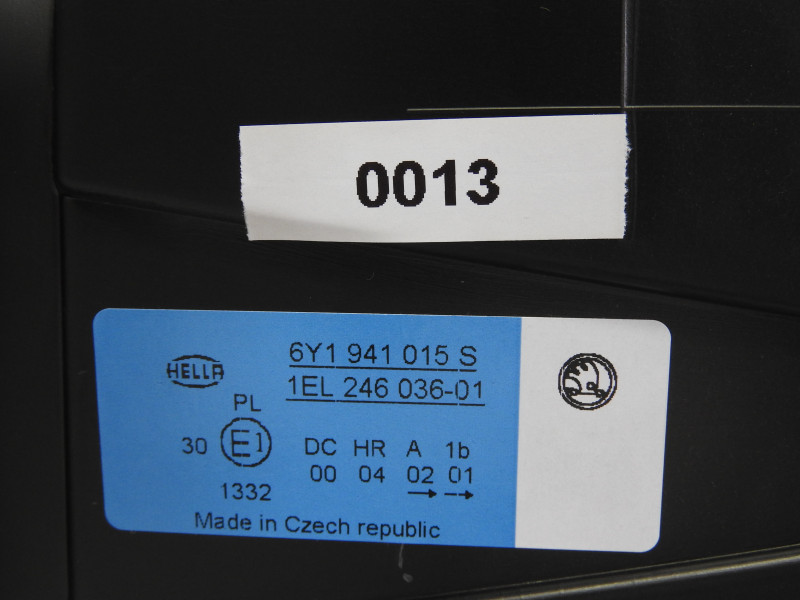 0013
HELLA
6Y1 941 015 S
1EL 246 036-01
PL
30 E1 DC HR A 1b
00 04 02 01
1332
Made in Czech republic